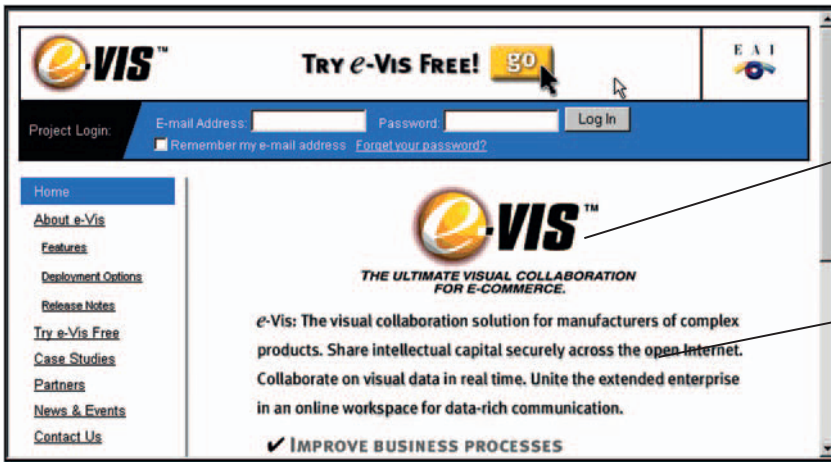 e-VIS™
TRY e-VIS FREE! go
EAI
Project Login:
E-mail Address: Password: Log In
Remember my e-mail address Forget your password?
Home
About e-Vis
Features
Deployment Options
Release Notes
Try e-Vis Free
Case Studies
Partners
News & Events
Contact Us
e-VIS™
THE ULTIMATE VISUAL COLLABORATION
FOR E-COMMERCE.
e-Vis: The visual collaboration solution for manufacturers of complex
products. Share intellectual capital securely across the open Internet.
Collaborate on visual data in real time. Unite the extended enterprise
in an online workspace for data-rich communication.
✔ IMPROVE BUSINESS PROCESSES